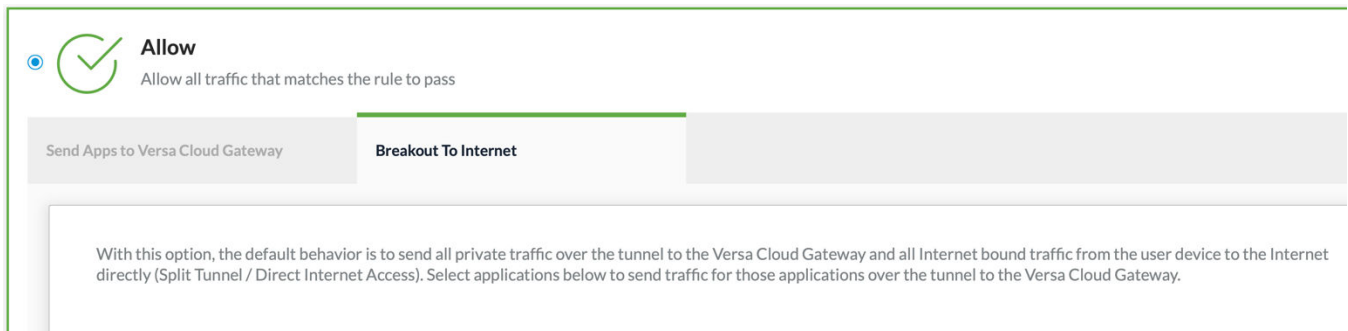 Allow
Allow all traffic that matches the rule to pass
Send Apps to Versa Cloud Gateway
Breakout To Internet
With this option, the default behavior is to send all private traffic over the tunnel to the Versa Cloud Gateway and all Internet bound traffic from the user device to the Internet
directly (Split Tunnel / Direct Internet Access). Select applications below to send traffic for those applications over the tunnel to the Versa Cloud Gateway.